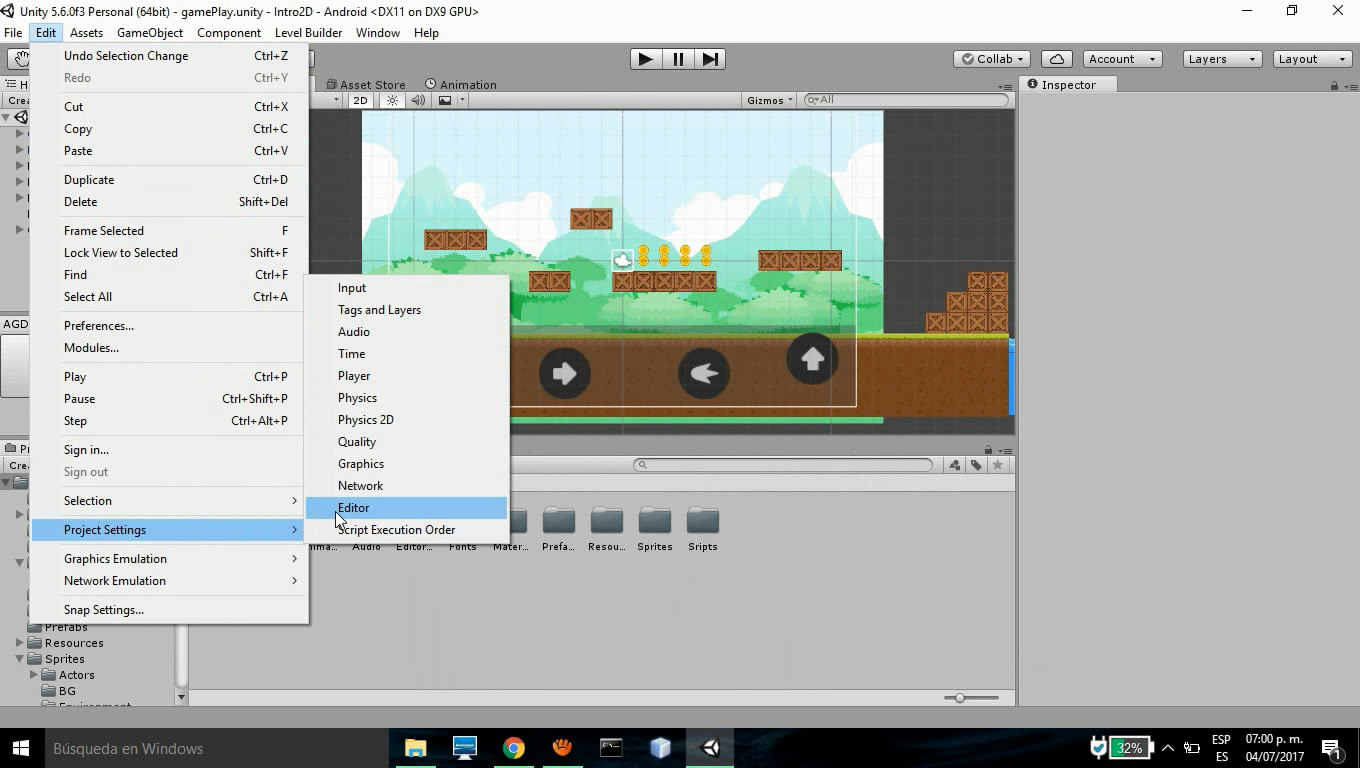 Unity 5.6.0f3 Personal (64bit) - gamePlay.unity - Intro2D - Android <DX11 on DX9 GPU>
File Edit Assets GameObject Component Level Builder Window Help
Collab Account Layers Layout
Asset Store Animation Inspector
2D Gizmos All
Undo Selection Change Ctrl+Z
Redo Ctrl+Y
Cut Ctrl+X
Copy Ctrl+C
Paste Ctrl+V
Duplicate Ctrl+D
Delete Shift+Del
Frame Selected F
Lock View to Selected Shift+F
Find Ctrl+F
Select All Ctrl+A
Preferences...
Modules...
Play Ctrl+P
Pause Ctrl+Shift+P
Step Ctrl+Alt+P
Sign in...
Sign out
Selection
Project Settings
Graphics Emulation
Network Emulation
Snap Settings...
Input
Tags and Layers
Audio
Time
Player
Physics
Physics 2D
Quality
Graphics
Network
Editor
Script Execution Order
AGD
Audio Editor... Fonts Mater... Prefa... Resou... Sprites Sripts
Prefabs
Resources
Sprites
Actors
BG
Búsqueda en Windows
32%
ESP
ES
07:00 p. m.
04/07/2017
1